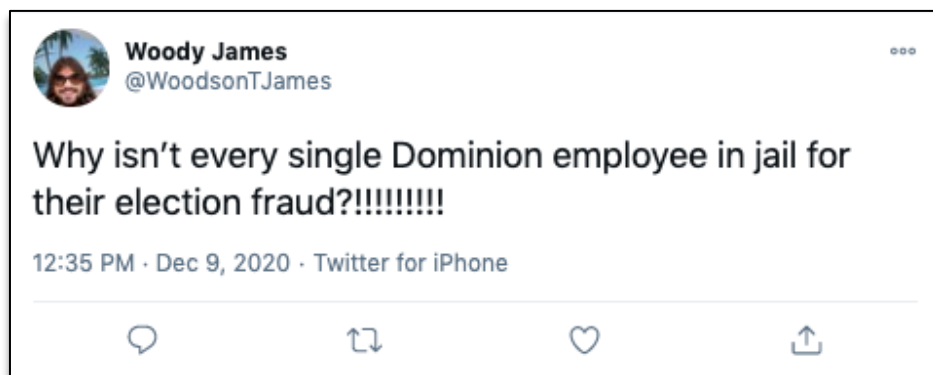 Woody James
@WoodsonTJames
Why isn’t every single Dominion employee in jail for
their election fraud?!!!!!!!!!
12:35 PM · Dec 9, 2020 · Twitter for iPhone